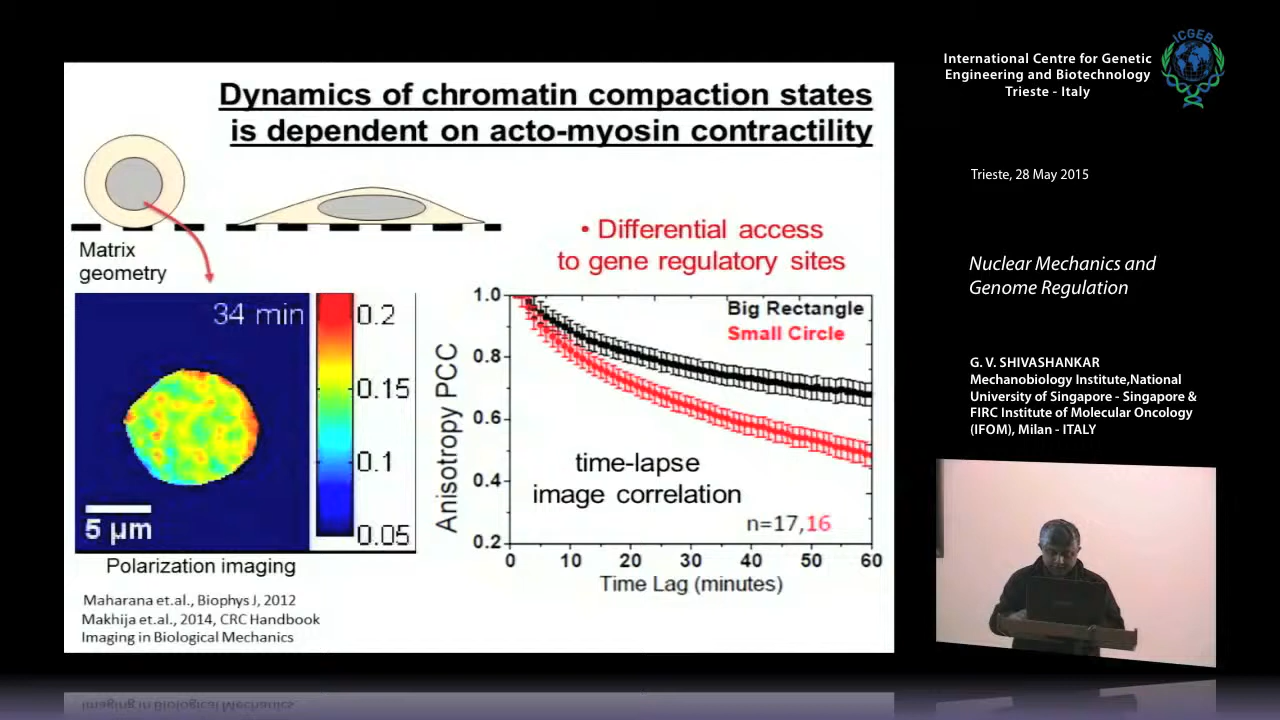 Dynamics of chromatin compaction states
is dependent on acto-myosin contractility
Matrix
geometry
• Differential access
to gene regulatory sites
34 min
0.2
0.15
0.1
0.05
5 µm
Polarization imaging
1.0
0.8
0.6
0.4
0.2
Anisotropy PCC
Big Rectangle
Small Circle
time-lapse
image correlation
n=17,16
0
10
20
30
40
50
60
Time Lag (minutes)
Maharana et.al., Biophys J, 2012
Makhija et.al., 2014, CRC Handbook
Imaging in Biological Mechanics
International Centre for Genetic
Engineering and Biotechnology
Trieste - Italy
ICGEB
Trieste, 28 May 2015
Nuclear Mechanics and
Genome Regulation
G. V. SHIVASHANKAR
Mechanobiology Institute,National
University of Singapore - Singapore &
FIRC Institute of Molecular Oncology
(IFOM), Milan - ITALY